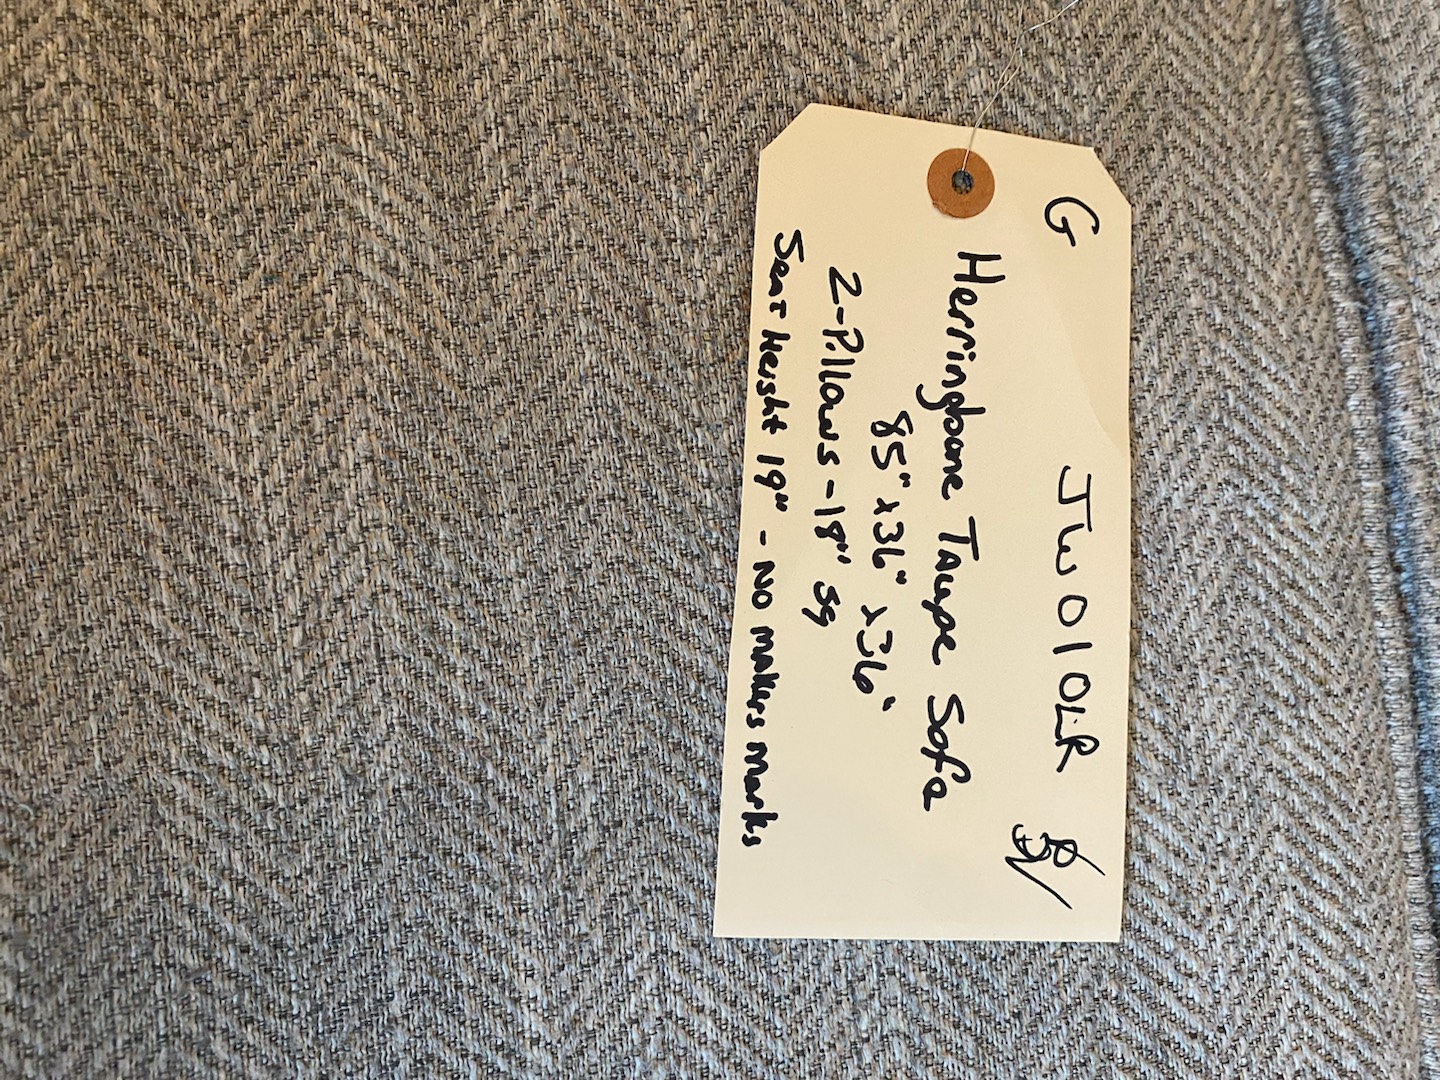 G JW010LR
Herringbone Taupe Sofa
85" x 36" x 36"
2-Pillows - 18" sq
Seat Height 19" - No makers marks